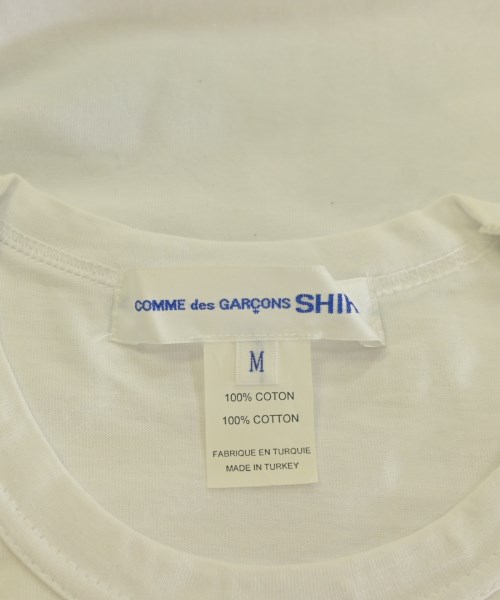 COMME des GARÇONS SHIR
M
100% COTON
100% COTTON
FABRIQUE EN TURQUIE
MADE IN TURKEY